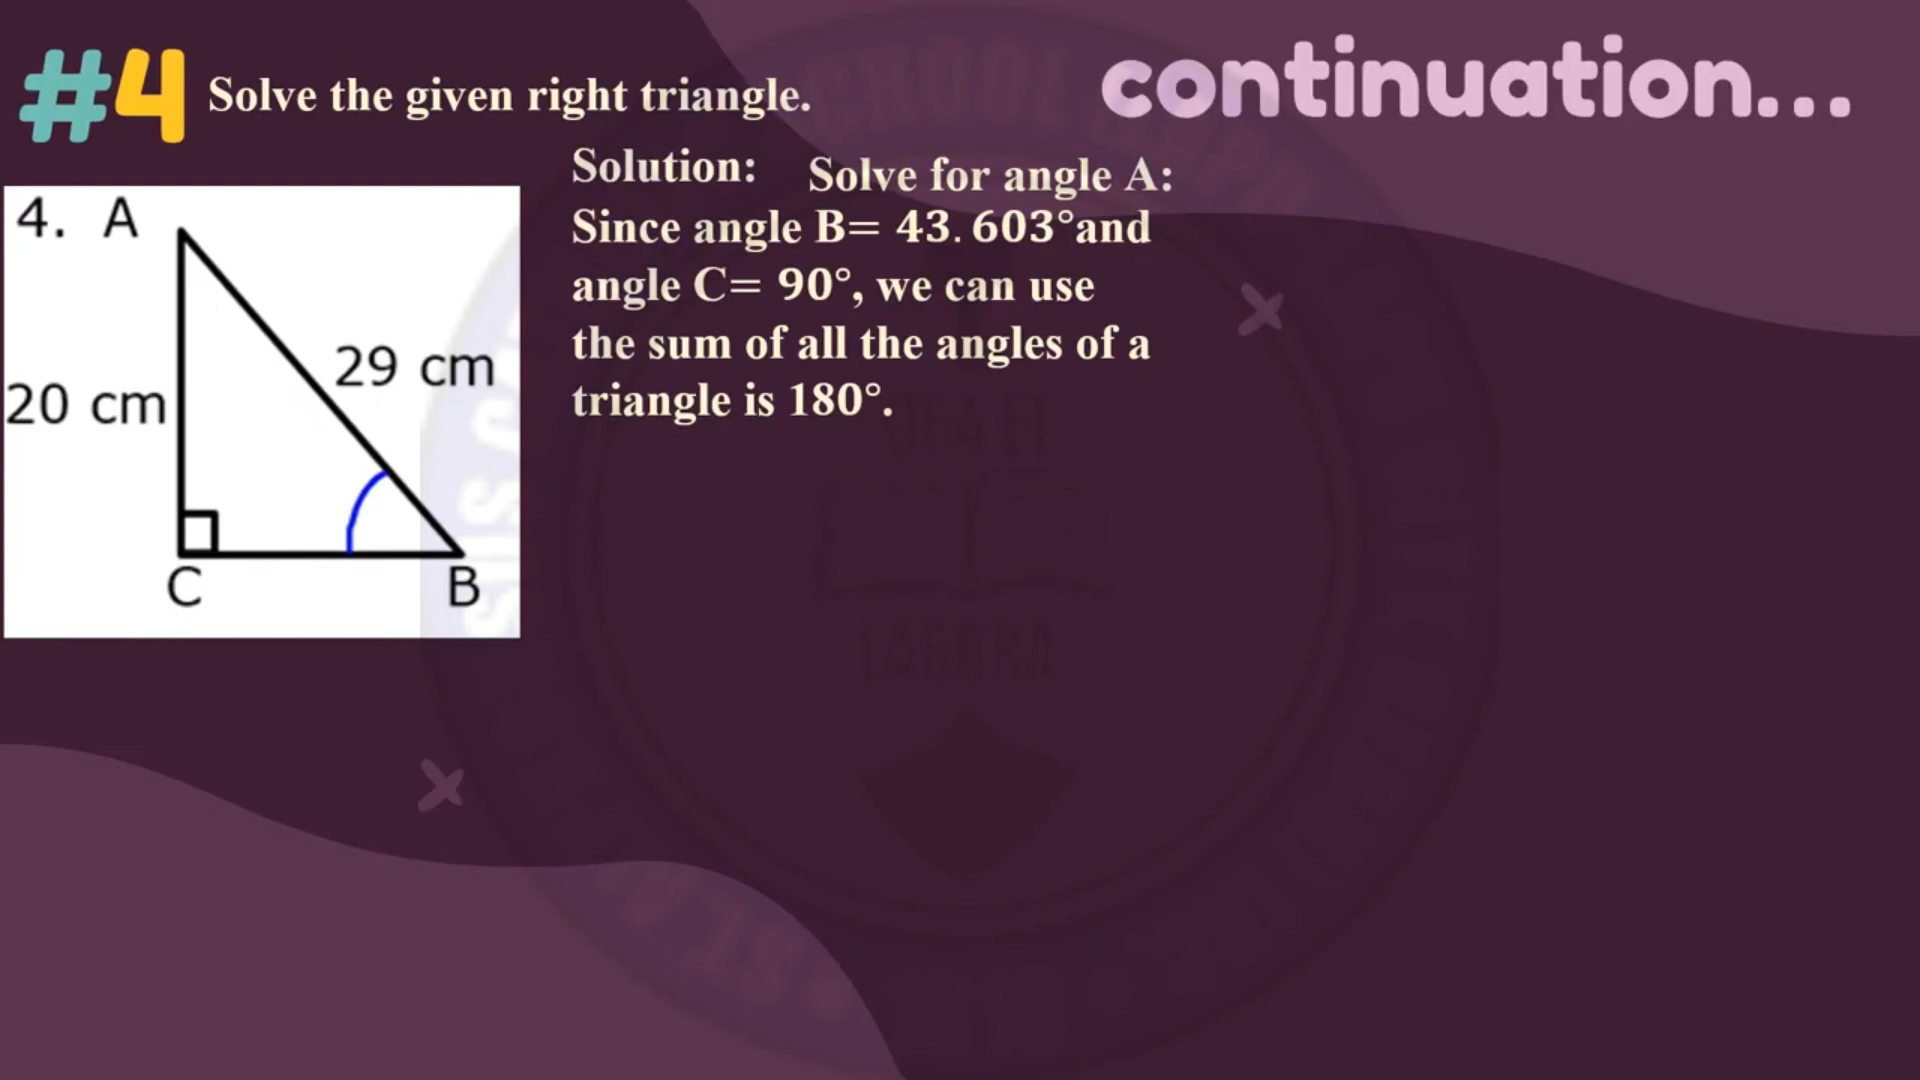 #4 Solve the given right triangle.
continuation...
Solution: Solve for angle A:
Since angle B= 43.603°and
angle C= 90°, we can use
the sum of all the angles of a
triangle is 180°.
4. A
29 cm
20 cm
C B